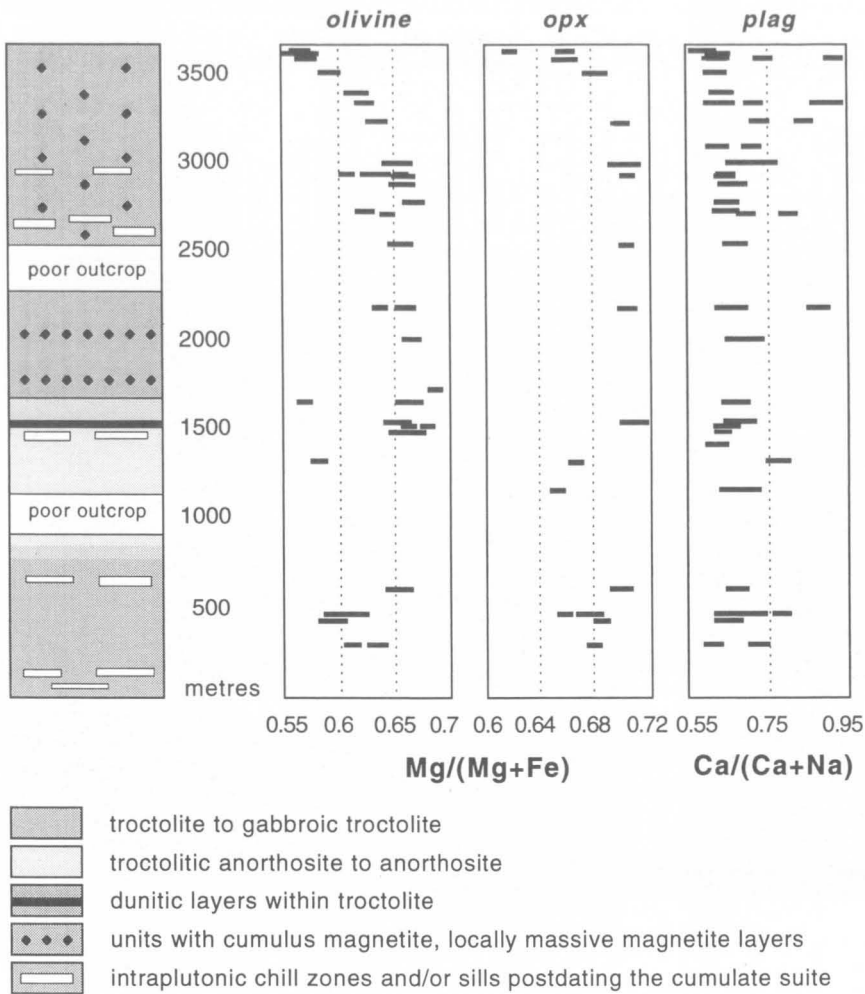 olivine opx plag
3500
3000
2500
2000
1500
1000
500
metres
poor outcrop
poor outcrop
0.55 0.6 0.65 0.7 0.6 0.64 0.68 0.72 0.55 0.75 0.95
Mg/(Mg+Fe) Ca/(Ca+Na)
troctolite to gabbroic troctolite
troctolitic anorthosite to anorthosite
dunitic layers within troctolite
units with cumulus magnetite, locally massive magnetite layers
intraplutonic chill zones and/or sills postdating the cumulate suite